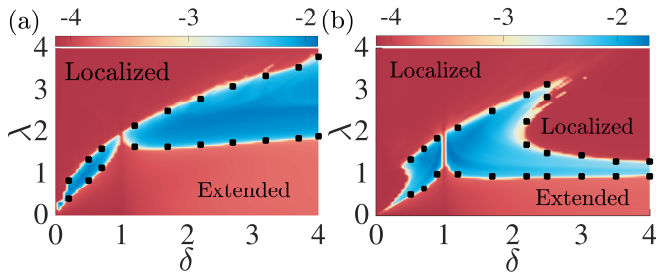 (a) -4 -3 -2 (b) -4 -3 -2
4 Localized 4 Localized
3 3
λ 2 λ 2 Localized
1 Extended 1 Extended
0 0
0 1 2 3 4 0 1 2 3 4
δ δ